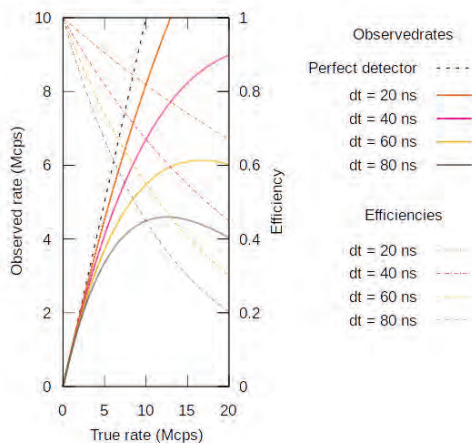 10
8
6
4
2
0
Observed rate (Mcps)
1
0.8
0.6
0.4
0.2
0
Efficiency
0 5 10 15 20
True rate (Mcps)
Observedrates
Perfect detector
dt = 20 ns
dt = 40 ns
dt = 60 ns
dt = 80 ns
Efficiencies
dt = 20 ns
dt = 40 ns
dt = 60 ns
dt = 80 ns